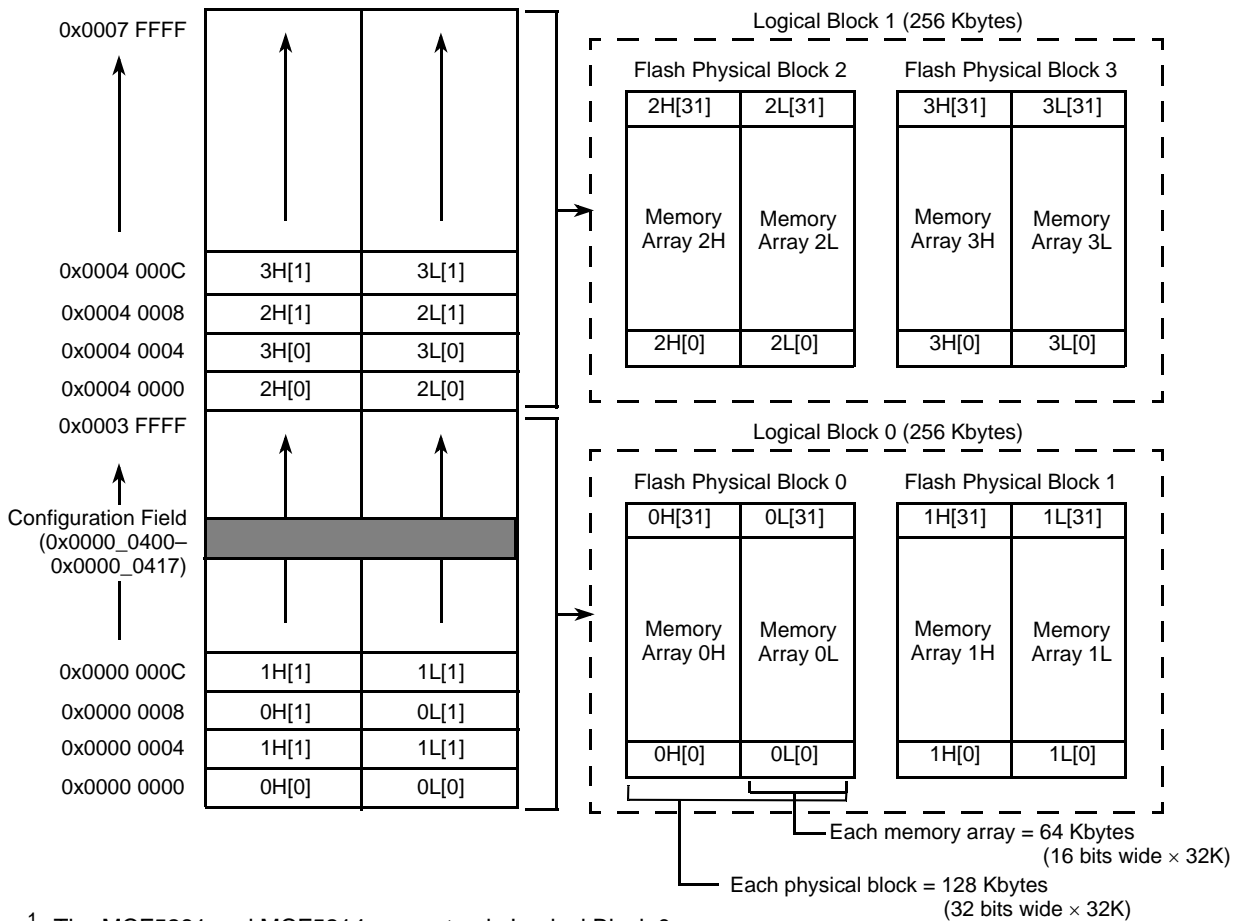 0x0007 FFFF
0x0004 000C 3H[1] 3L[1]
0x0004 0008 2H[1] 2L[1]
0x0004 0004 3H[0] 3L[0]
0x0004 0000 2H[0] 2L[0]
0x0003 FFFF
Configuration Field
(0x0000_0400–
0x0000_0417)
0x0000 000C 1H[1] 1L[1]
0x0000 0008 0H[1] 0L[1]
0x0000 0004 1H[1] 1L[1]
0x0000 0000 0H[0] 0L[0]
Logical Block 1 (256 Kbytes)
Flash Physical Block 2 Flash Physical Block 3
2H[31] 2L[31] 3H[31] 3L[31]
Memory Memory Memory Memory
Array 2H Array 2L Array 3H Array 3L
2H[0] 2L[0] 3H[0] 3L[0]
Logical Block 0 (256 Kbytes)
Flash Physical Block 0 Flash Physical Block 1
0H[31] 0L[31] 1H[31] 1L[31]
Memory Memory Memory Memory
Array 0H Array 0L Array 1H Array 1L
0H[0] 0L[0] 1H[0] 1L[0]
Each memory array = 64 Kbytes
(16 bits wide × 32K)
Each physical block = 128 Kbytes
(32 bits wide × 32K)